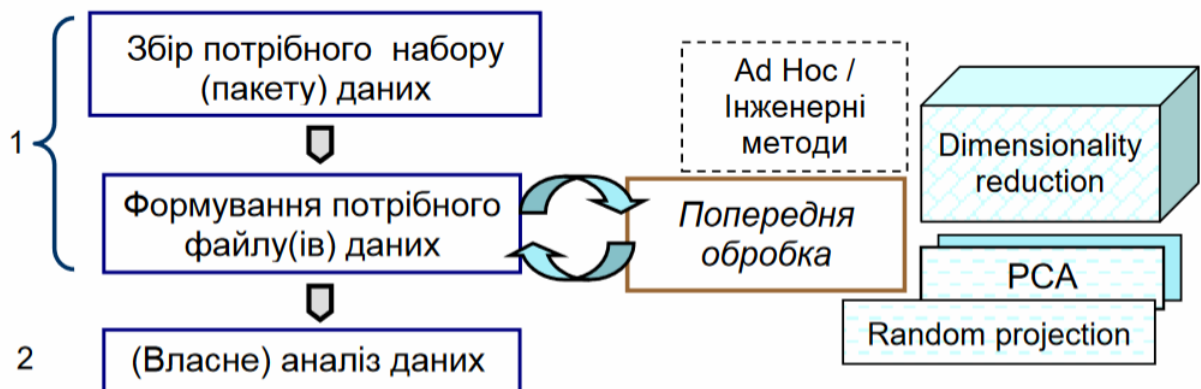 1
Збір потрібного набору
(пакету) даних
Формування потрібного
файлу(ів) даних
2
(Власне) аналіз даних
Ad Hoc /
Інженерні
методи
Попередня
обробка
Dimensionality
reduction
PCA
Random projection